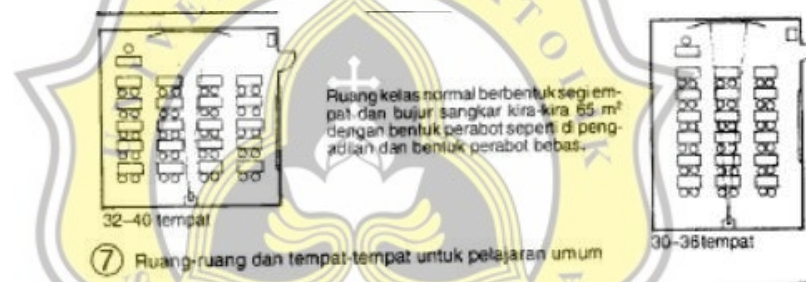 Ruang kelas normal berbentuk segi em-
pat dan bujur sangkar kira-kira 65 m²
dengan bentuk perabot seperti di peng-
adilan dan bentuk perabot bebas.
32-40 tempat
30-36 tempat
7 Ruang-ruang dan tempat-tempat untuk pelajaran umum